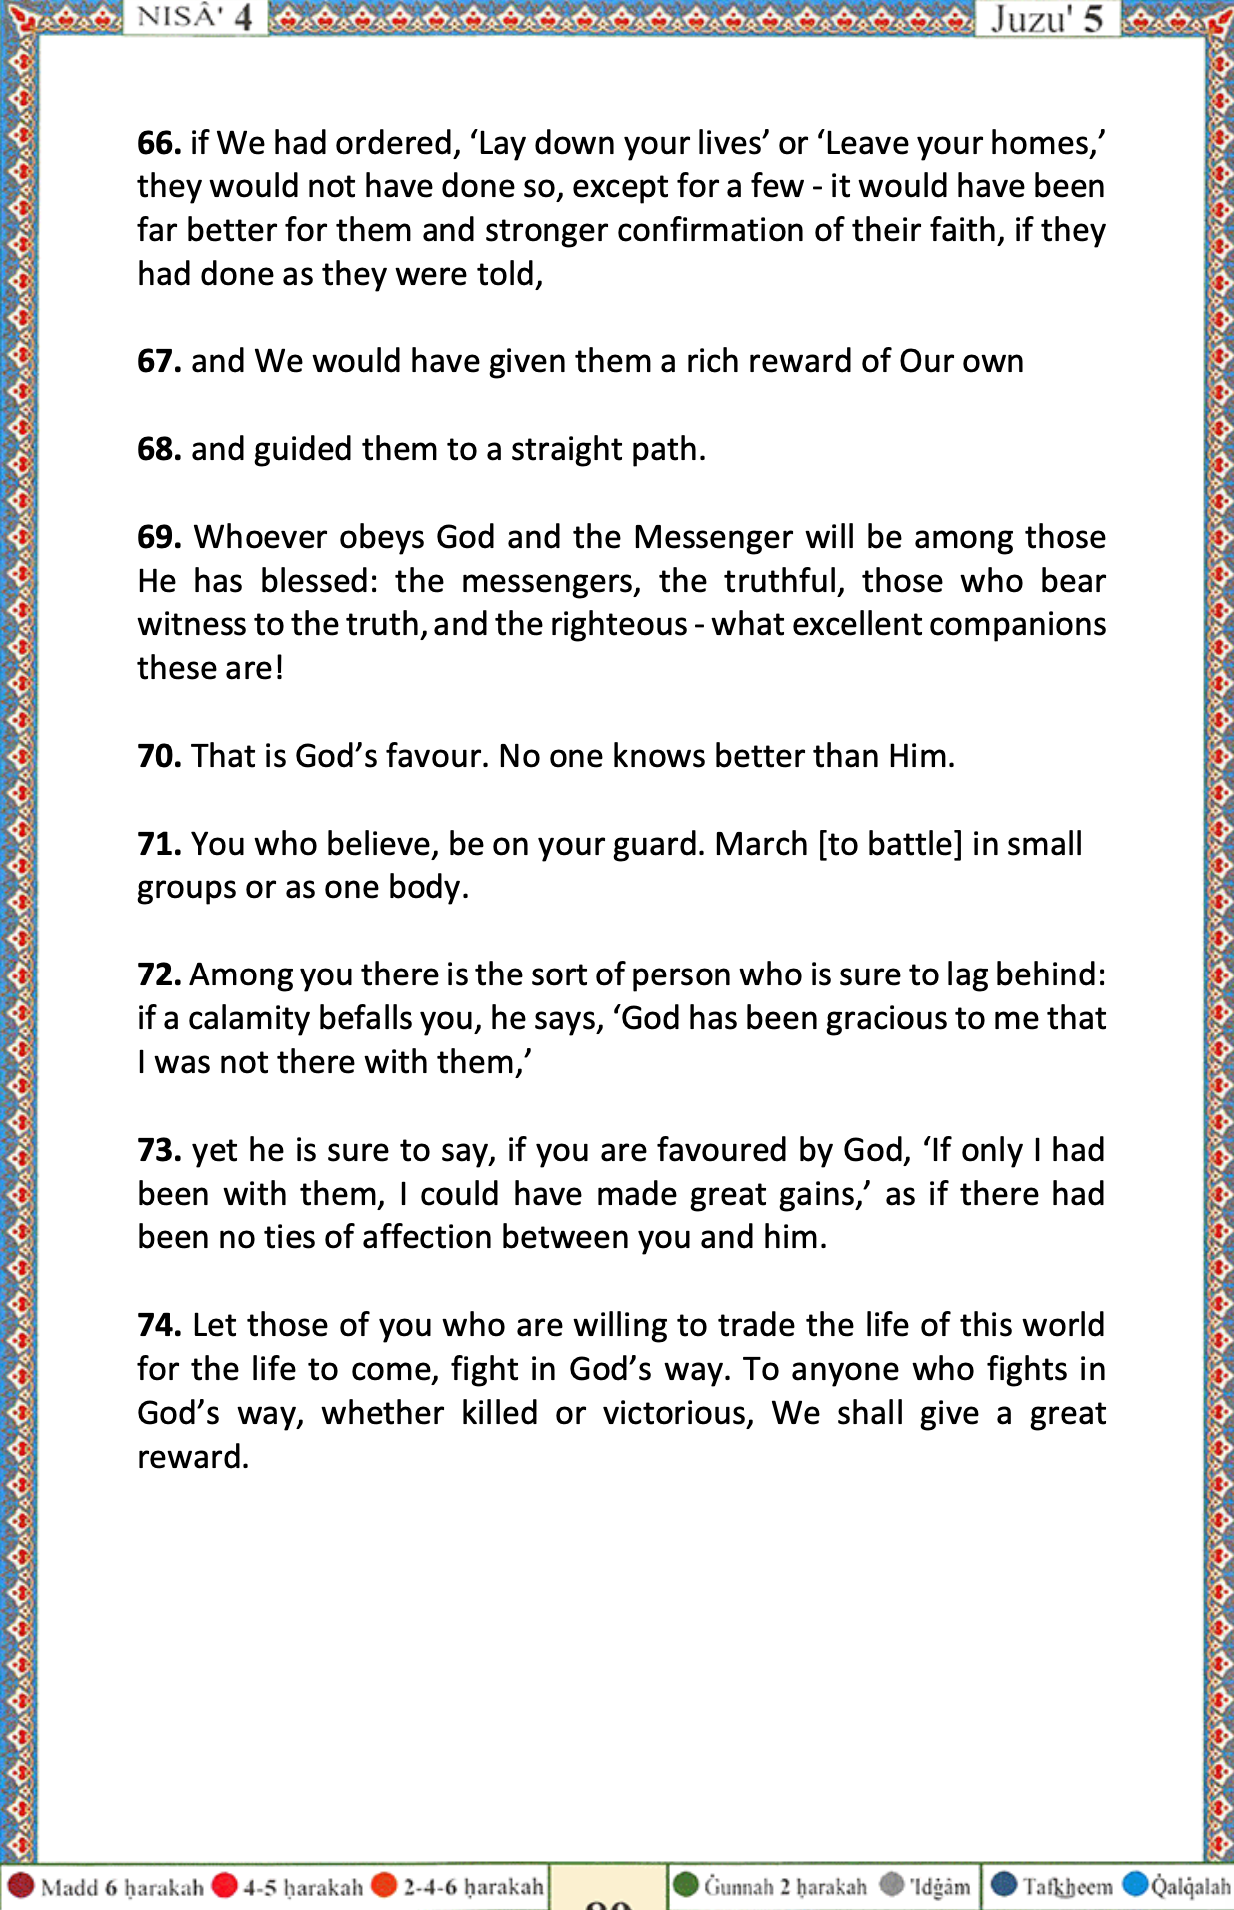 NISÂ' 4
Juzu' 5
66. if We had ordered, ‘Lay down your lives’ or ‘Leave your homes,’
they would not have done so, except for a few - it would have been
far better for them and stronger confirmation of their faith, if they
had done as they were told,
67. and We would have given them a rich reward of Our own
68. and guided them to a straight path.
69. Whoever obeys God and the Messenger will be among those
He has blessed: the messengers, the truthful, those who bear
witness to the truth, and the righteous - what excellent companions
these are!
70. That is God’s favour. No one knows better than Him.
71. You who believe, be on your guard. March [to battle] in small
groups or as one body.
72. Among you there is the sort of person who is sure to lag behind:
if a calamity befalls you, he says, ‘God has been gracious to me that
I was not there with them,’
73. yet he is sure to say, if you are favoured by God, ‘If only I had
been with them, I could have made great gains,’ as if there had
been no ties of affection between you and him.
74. Let those of you who are willing to trade the life of this world
for the life to come, fight in God’s way. To anyone who fights in
God’s way, whether killed or victorious, We shall give a great
reward.
Madd 6 ḥarakah 4-5 ḥarakah 2-4-6 ḥarakah Ġunnah 2 ḥarakah 'Idġâm Tafk͟heem Q̇alq̇alah